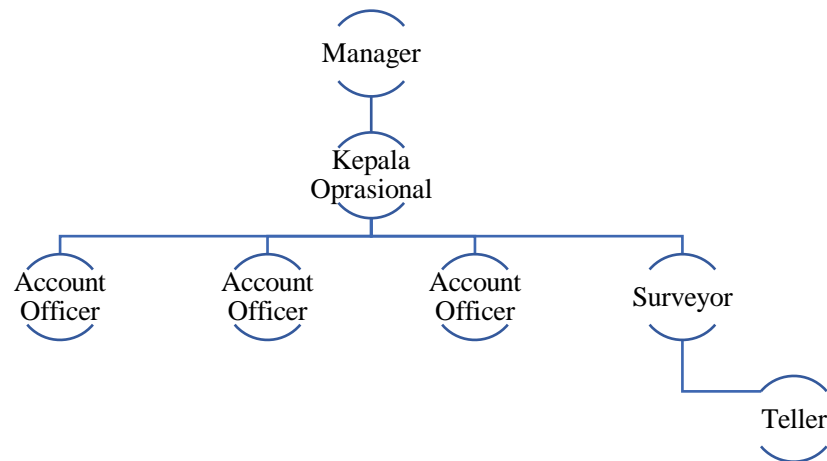 Manager
Kepala
Oprasional
Account
Officer
Account
Officer
Account
Officer
Surveyor
Teller